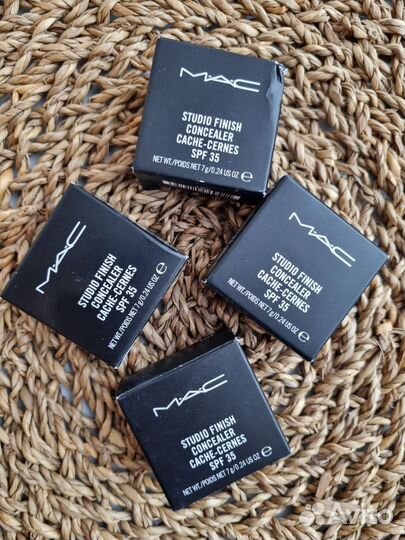 MAC
STUDIO FINISH
CONCEALER
CACHE-CERNES
SPF 35
NET WT./POIDS NET 7 g/0.24 US OZ e
MAC
STUDIO FINISH
CONCEALER
CACHE-CERNES
SPF 35
NET WT./POIDS NET 7 g/0.24 US OZ e
MAC
STUDIO FINISH
CONCEALER
CACHE-CERNES
SPF 35
NET WT./POIDS NET 7 g/0.24 US OZ
MAC
STUDIO FINISH
CONCEALER
CACHE-CERNES
SPF 35
NET WT./POIDS NET 7 g/0.24 US OZ e
Avito